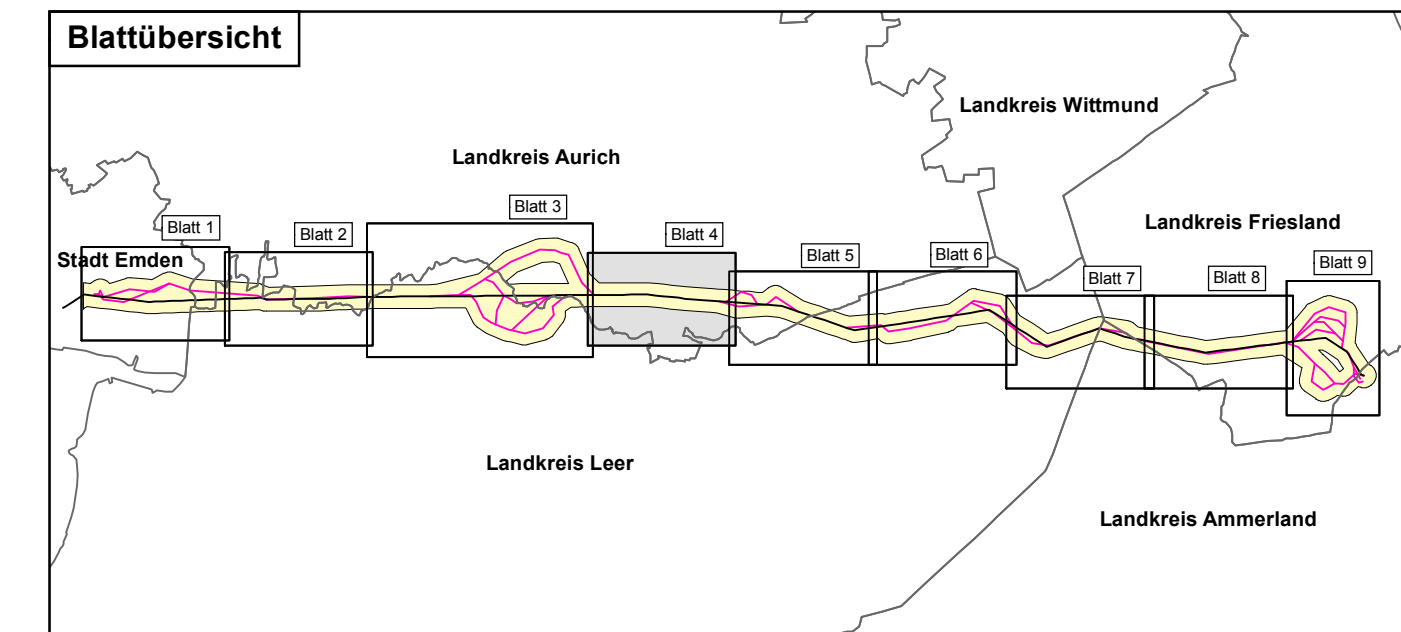 Blattübersicht
Landkreis Wittmund
Landkreis Aurich
Blatt 3
Landkreis Friesland
Blatt 1
Blatt 2
Blatt 4
Stadt Emden
Blatt 5
Blatt 6
Blatt 7
Blatt 8
Blatt 9
Landkreis Leer
Landkreis Ammerland